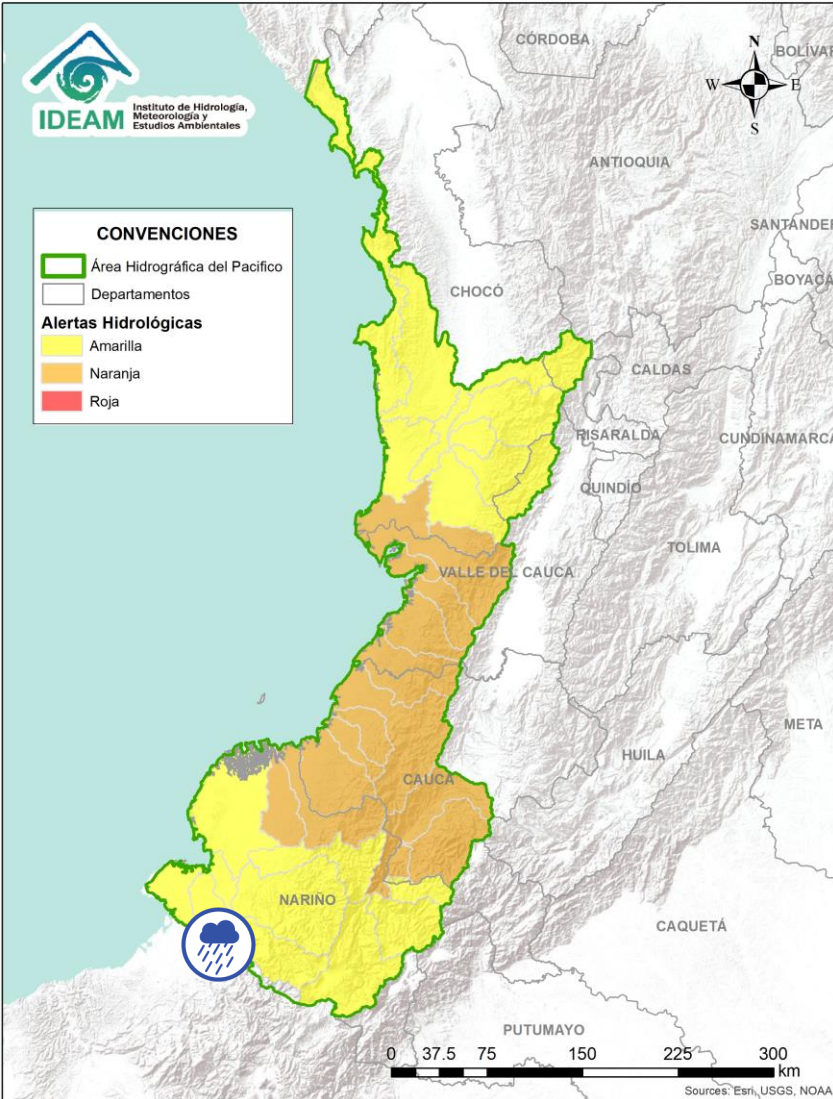 IDEAM
Instituto de Hidrología,
Meteorología y
Estudios Ambientales
CÓRDOBA
BOLÍVAR
N
W
E
S
ANTIOQUIA
SANTANDER
BOYACÁ
CONVENCIONES
Área Hidrográfica del Pacifico
Departamentos
Alertas Hidrológicas
Amarilla
Naranja
Roja
CHOCÓ
CALDAS
RISARALDA
CUNDINAMARCA
QUINDÍO
TOLIMA
VALLE DEL CAUCA
META
HUILA
CAUCA
NARIÑO
CAQUETÁ
PUTUMAYO
0 37.5 75 150 225 300
km
Sources: Esri, USGS, NOAA